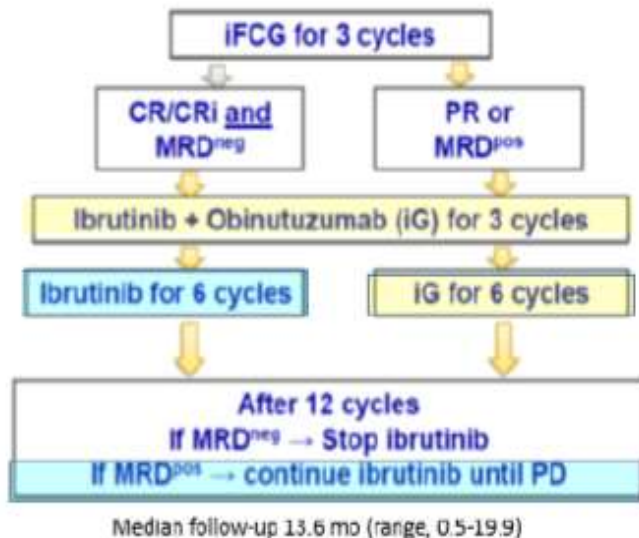 iFCG for 3 cycles
CR/CRi and
MRDneg
PR or
MRDpos
Ibrutinib + Obinutuzumab (iG) for 3 cycles
Ibrutinib for 6 cycles
iG for 6 cycles
After 12 cycles
If MRDneg → Stop ibrutinib
If MRDpos → continue ibrutinib until PD
Median follow-up 13.6 mo (range, 0.5-19.9)